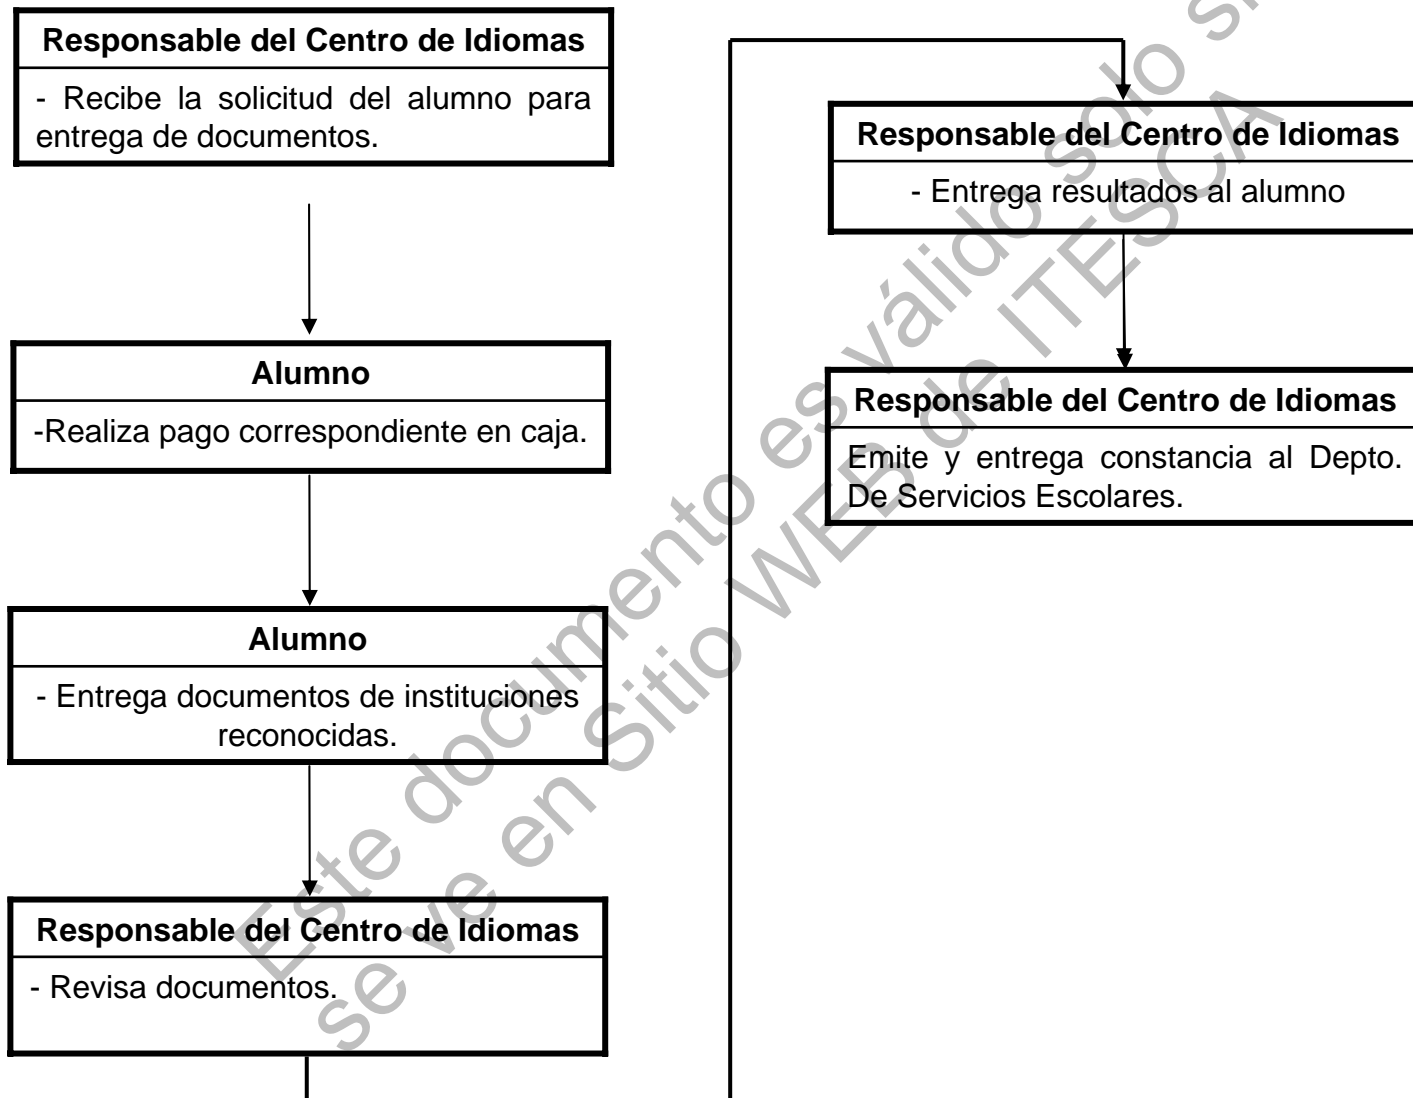 Responsable del Centro de Idiomas
- Recibe la solicitud del alumno para
entrega de documentos.
Alumno
-Realiza pago correspondiente en caja.
Alumno
- Entrega documentos de instituciones
reconocidas.
Responsable del Centro de Idiomas
- Revisa documentos.
Responsable del Centro de Idiomas
- Entrega resultados al alumno
Responsable del Centro de Idiomas
Emite y entrega constancia al Depto.
De Servicios Escolares.
Este documento es válido solo si
se ve en Sitio WEB de ITESCA